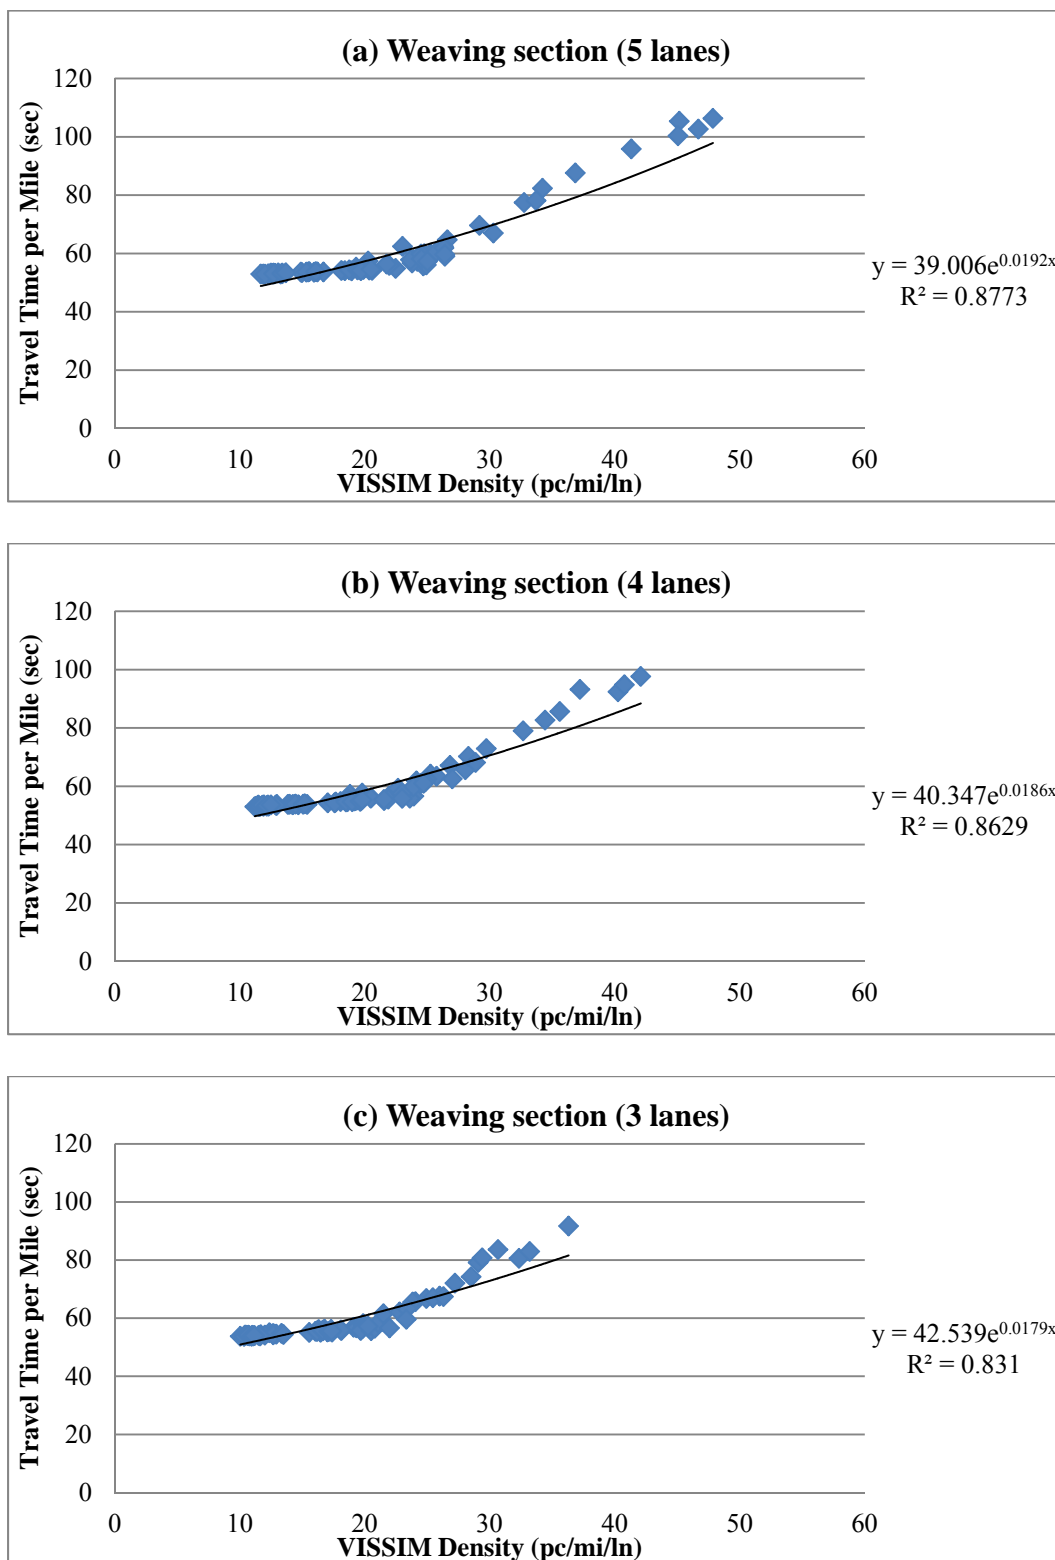 (a) Weaving section (5 lanes)
120
100
80
60
40
20
0
Travel Time per Mile (sec)
0 10 20 30 40 50 60
VISSIM Density (pc/mi/ln)
y = 39.006e^0.0192x
R² = 0.8773
(b) Weaving section (4 lanes)
120
100
80
60
40
20
0
Travel Time per Mile (sec)
0 10 20 30 40 50 60
VISSIM Density (pc/mi/ln)
y = 40.347e^0.0186x
R² = 0.8629
(c) Weaving section (3 lanes)
120
100
80
60
40
20
0
Travel Time per Mile (sec)
0 10 20 30 40 50 60
VISSIM Density (pc/mi/ln)
y = 42.539e^0.0179x
R² = 0.831